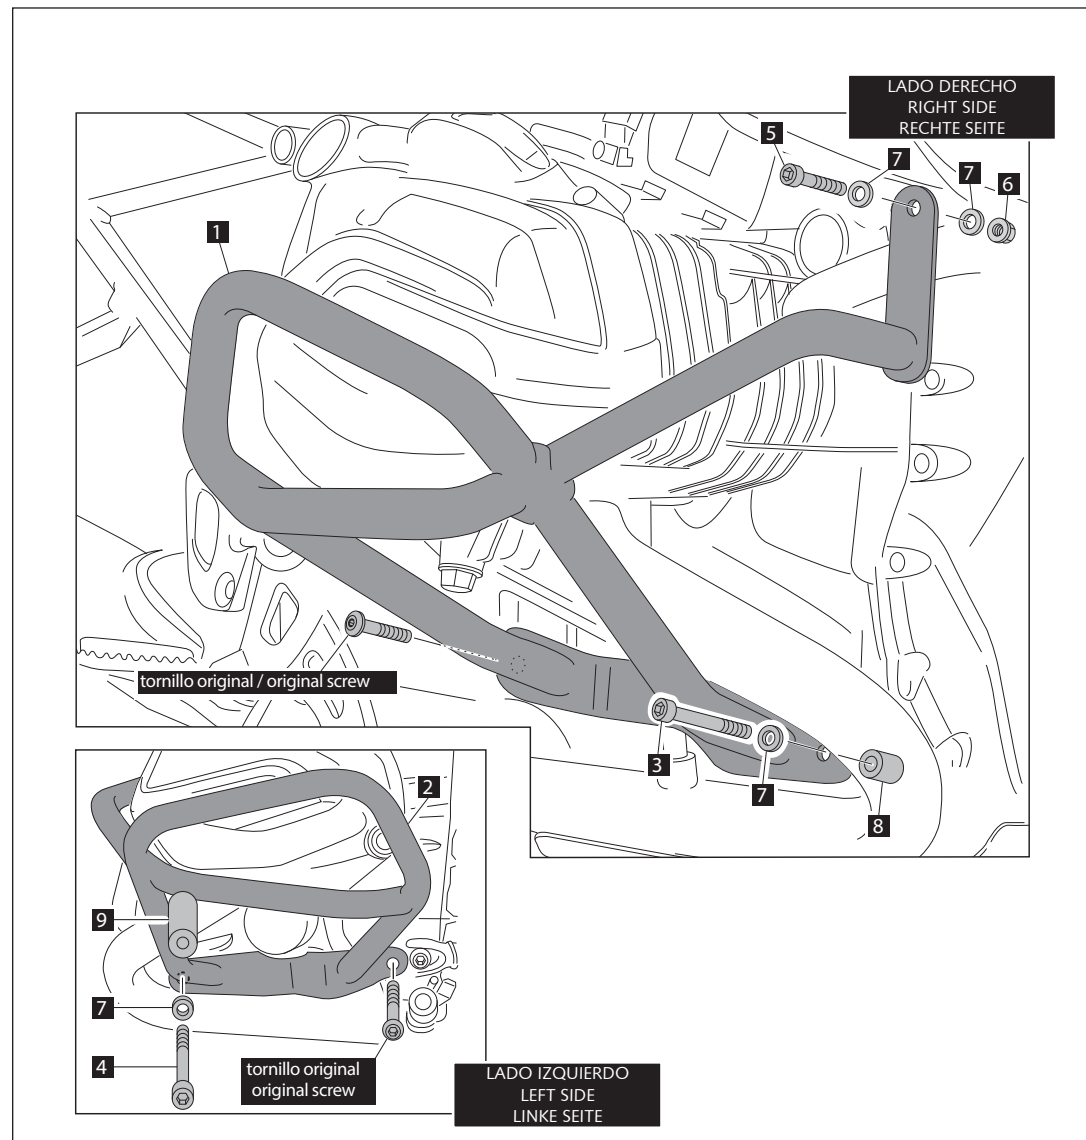 LADO DERECHO
RIGHT SIDE
RECHTE SEITE
5
7
7
6
1
tornillo original / original screw
3
7
8
2
9
7
4
tornillo original
original screw
LADO IZQUIERDO
LEFT SIDE
LINKE SEITE